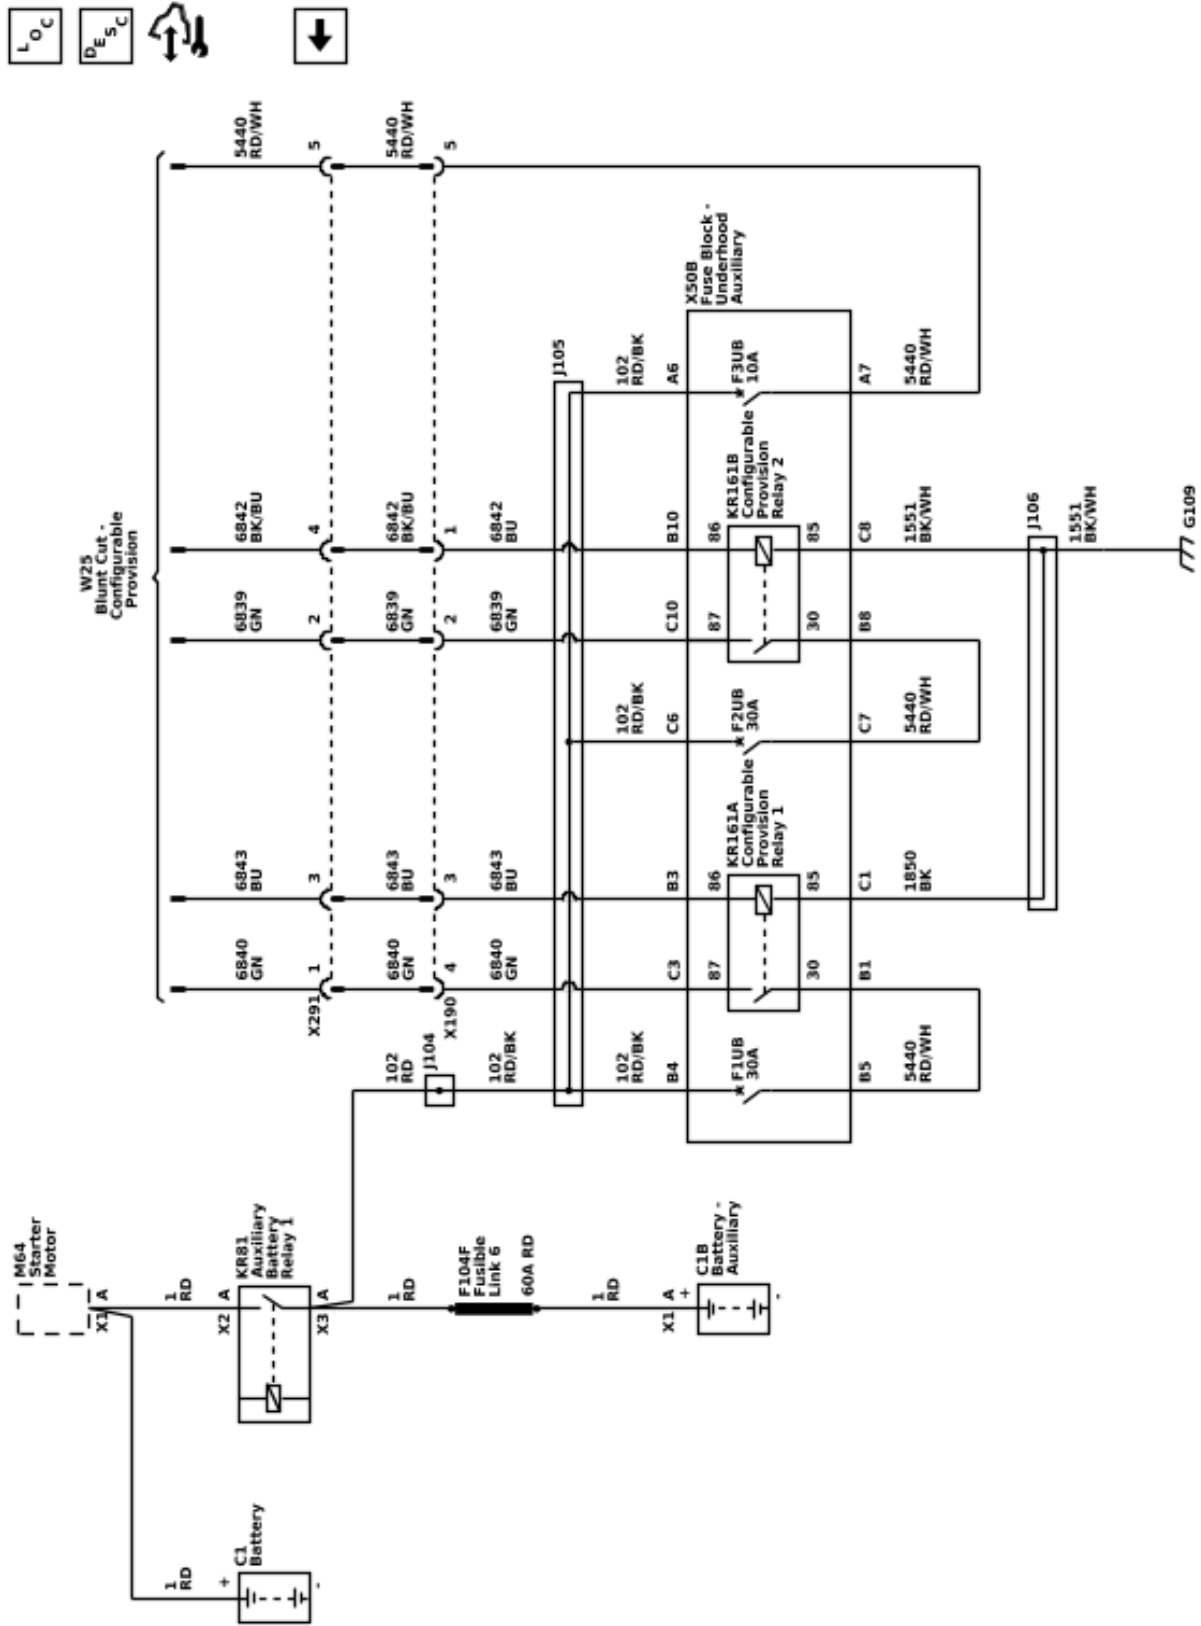 LOC
DESC
M64
Starter
Motor
X1 A
1
RD
1
RD
C1
Battery
+
-
X2 A
KR81
Auxiliary
Battery
Relay 1
X3 A
1
RD
F104F
Fusible
Link 6
60A RD
1
RD
X1 A
+
C1B
Battery -
Auxiliary
-
W25
Blunt Cut -
Configurable
Provision
6840
GN
6843
BU
6839
GN
6842
BK/BU
5440
RD/WH
X291
1
3
2
4
5
102
RD
6840
GN
6843
BU
6839
GN
6842
BK/BU
5440
RD/WH
J104
X190
4
3
2
1
5
102
RD/BK
6840
GN
6843
BU
6839
GN
6842
BU
J105
102
RD/BK
102
RD/BK
102
RD/BK
B4
C3
B3
C6
C10
B10
A6
X50B
Fuse Block -
Underhood
Auxiliary
F1UB
30A
87
86
30
85
KR161A
Configurable
Provision
Relay 1
F2UB
30A
87
86
30
85
KR161B
Configurable
Provision
Relay 2
F3UB
10A
B5
B1
C1
C7
B8
C8
A7
5440
RD/WH
1850
BK
5440
RD/WH
1551
BK/WH
5440
RD/WH
J106
1551
BK/WH
G109